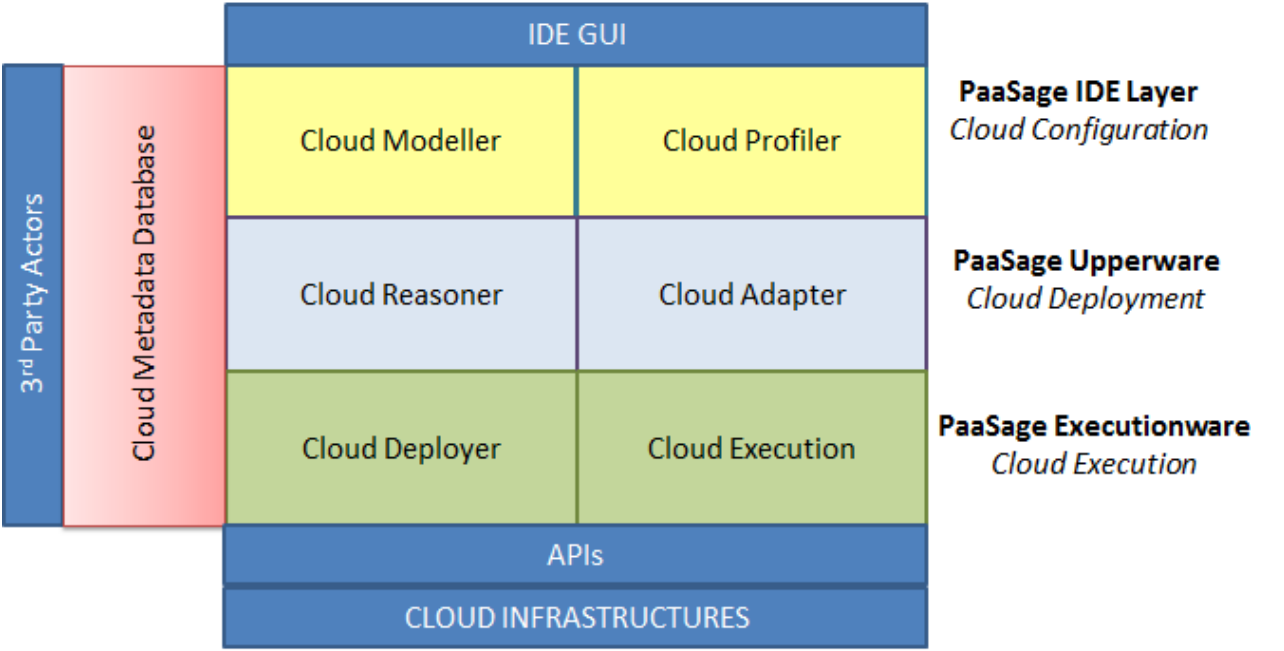 IDE GUI
3rd Party Actors
Cloud Metadata Database
Cloud Modeller
Cloud Profiler
PaaSage IDE Layer
Cloud Configuration
Cloud Reasoner
Cloud Adapter
PaaSage Upperware
Cloud Deployment
Cloud Deployer
Cloud Execution
PaaSage Executionware
Cloud Execution
APIs
CLOUD INFRASTRUCTURES